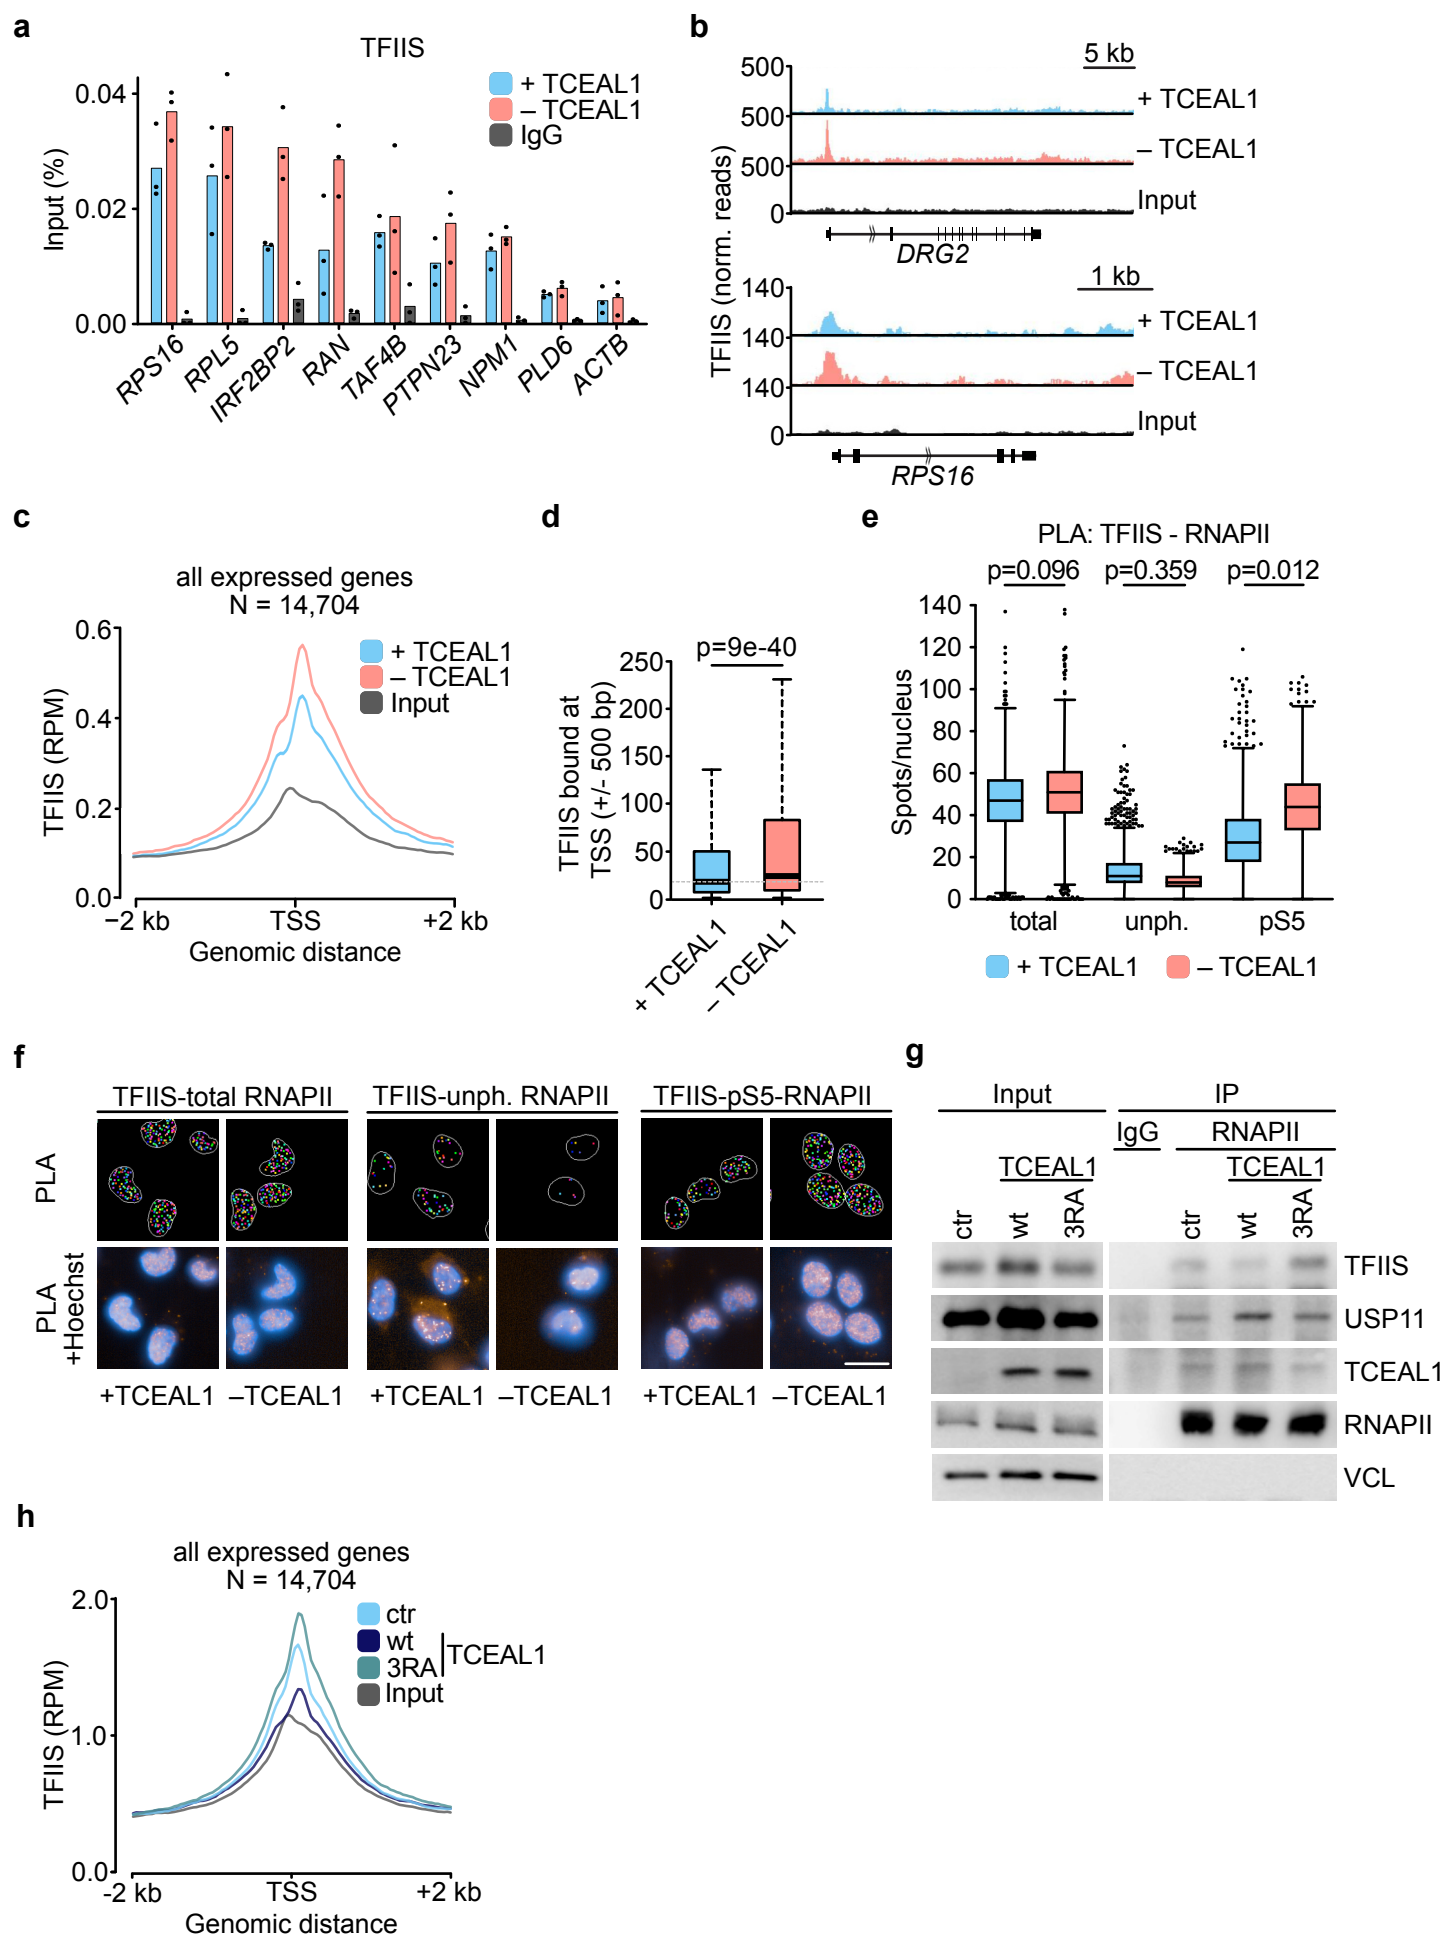 a
TFIIS
+ TCEAL1
– TCEAL1
IgG
Input (%)
0.04
0.02
0.00
RPS16
RPL5
IRF2BP2
RAN
TAF4B
PTPN23
NPM1
PLD6
ACTB
b
5 kb
TFIIS (norm. reads)
500
+ TCEAL1
500
– TCEAL1
500
Input
0
DRG2
1 kb
140
+ TCEAL1
140
– TCEAL1
140
Input
0
RPS16
c
all expressed genes
N = 14,704
+ TCEAL1
– TCEAL1
Input
TFIIS (RPM)
0.6
0.4
0.2
0.0
−2 kb
TSS
+2 kb
Genomic distance
d
p=9e-40
TFIIS bound at
TSS (+/- 500 bp)
250
200
150
100
50
0
+ TCEAL1
– TCEAL1
e
PLA: TFIIS - RNAPII
p=0.096
p=0.359
p=0.012
Spots/nucleus
140
120
100
80
60
40
20
0
total
unph.
pS5
+ TCEAL1
– TCEAL1
f
TFIIS-total RNAPII
TFIIS-unph. RNAPII
TFIIS-pS5-RNAPII
PLA
PLA
+Hoechst
+TCEAL1
–TCEAL1
+TCEAL1
–TCEAL1
+TCEAL1
–TCEAL1
g
Input
IP
IgG
RNAPII
TCEAL1
TCEAL1
ctr
wt
3RA
ctr
wt
3RA
TFIIS
USP11
TCEAL1
RNAPII
VCL
h
all expressed genes
N = 14,704
ctr
wt
3RA
TCEAL1
Input
TFIIS (RPM)
2.0
1.0
0.0
-2 kb
TSS
+2 kb
Genomic distance